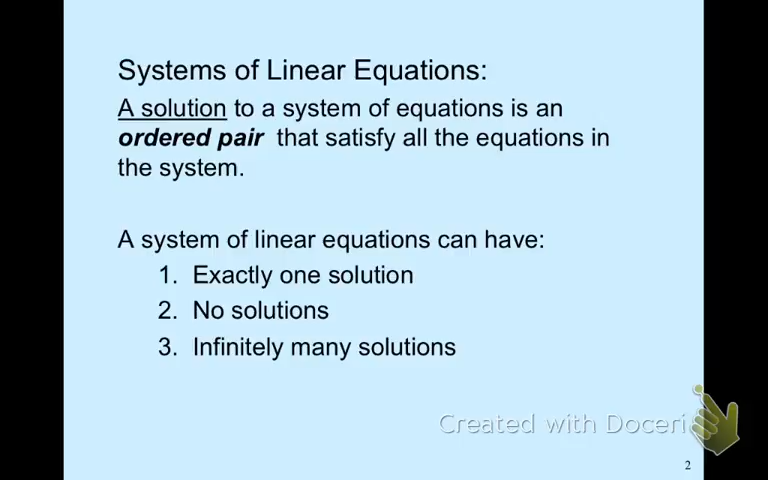 Systems of Linear Equations:
A solution to a system of equations is an
ordered pair that satisfy all the equations in
the system.
A system of linear equations can have:
1. Exactly one solution
2. No solutions
3. Infinitely many solutions
Created with Doceri
2